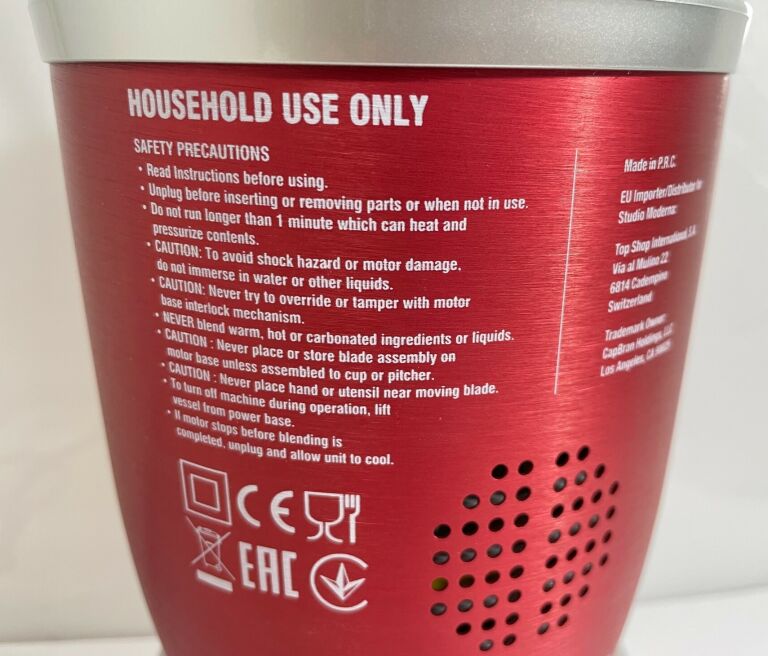 HOUSEHOLD USE ONLY
SAFETY PRECAUTIONS
• Read Instructions before using.
• Unplug before inserting or removing parts or when not in use.
• Do not run longer than 1 minute which can heat and
pressurize contents.
• CAUTION: To avoid shock hazard or motor damage,
do not immerse in water or other liquids.
• CAUTION: Never try to override or tamper with motor
base interlock mechanism.
• NEVER blend warm, hot or carbonated ingredients or liquids.
• CAUTION : Never place or store blade assembly on
motor base unless assembled to cup or pitcher.
• CAUTION : Never place hand or utensil near moving blade.
• To turn off machine during operation, lift
vessel from power base.
• If motor stops before blending is
completed, unplug and allow unit to cool.
CE
EAC
Made in P.R.C.
EU Importer/Distributor for
Studio Moderna:
Top Shop International, S.A.
Via al Mulino 22
6814 Cadempino
Switzerland
Trademark Owner:
CapBran Holdings, LLC
Los Angeles, CA